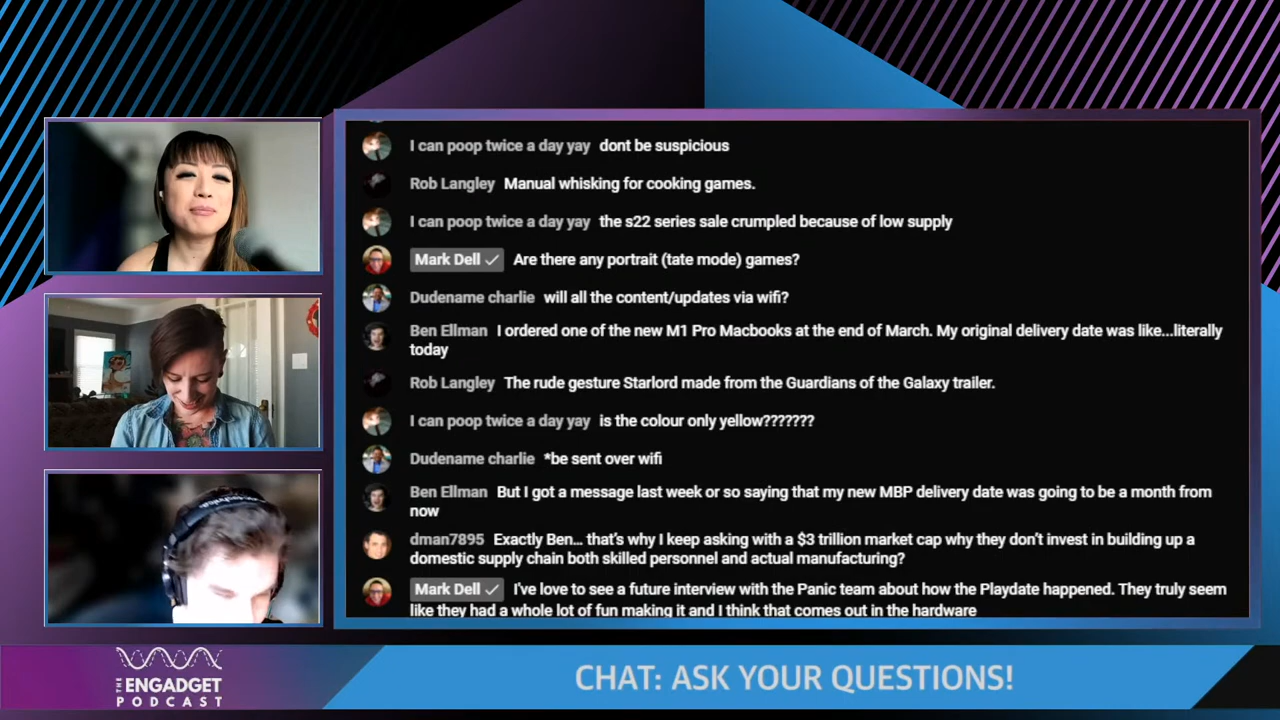 I can poop twice a day yay dont be suspicious
Rob Langley Manual whisking for cooking games.
I can poop twice a day yay the s22 series sale crumpled because of low supply
Mark Dell Are there any portrait (tate mode) games?
Dudename charlie will all the content/updates via wifi?
Ben Ellman I ordered one of the new M1 Pro Macbooks at the end of March. My original delivery date was like...literally
today
Rob Langley The rude gesture Starlord made from the Guardians of the Galaxy trailer.
I can poop twice a day yay is the colour only yellow???????
Dudename charlie *be sent over wifi
Ben Ellman But I got a message last week or so saying that my new MBP delivery date was going to be a month from
now
dman7895 Exactly Ben... that's why I keep asking with a $3 trillion market cap why they don't invest in building up a
domestic supply chain both skilled personnel and actual manufacturing?
Mark Dell I've love to see a future interview with the Panic team about how the Playdate happened. They truly seem
like they had a whole lot of fun making it and I think that comes out in the hardware
THE ENGADGET
PODCAST
CHAT: ASK YOUR QUESTIONS!